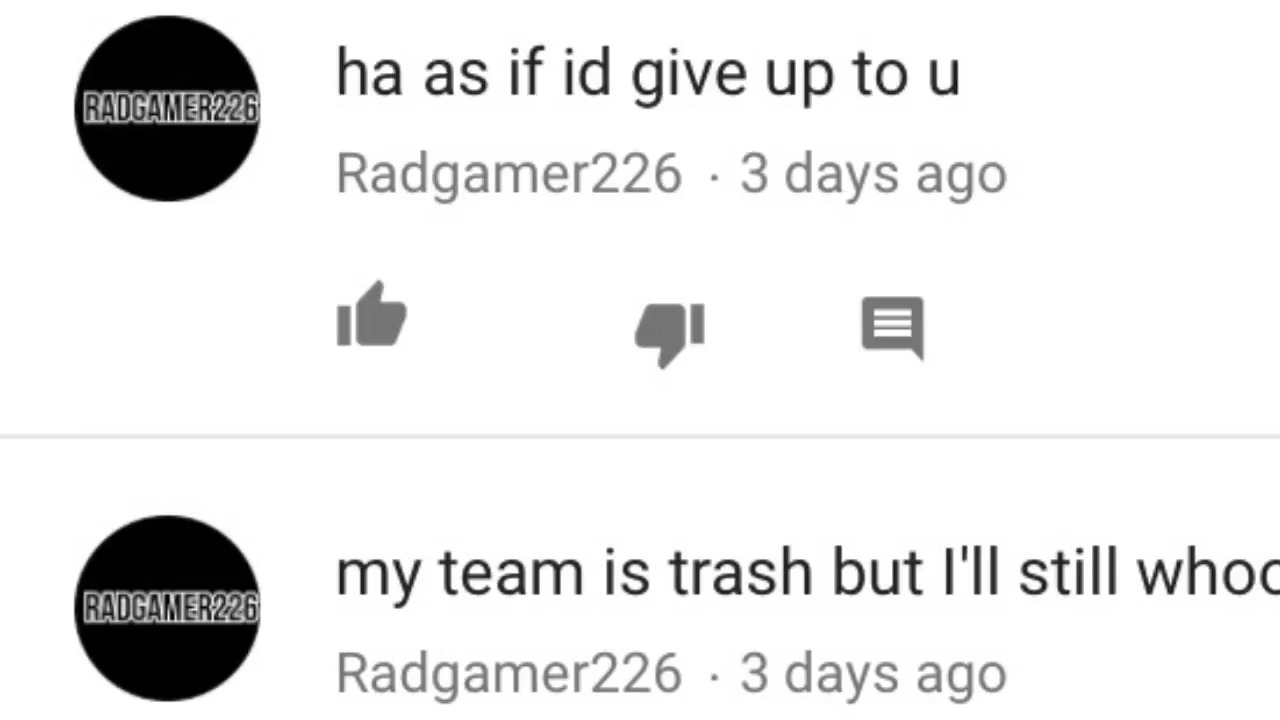 RADGAMER226
ha as if id give up to u
Radgamer226 · 3 days ago
RADGAMER226
my team is trash but I'll still
Radgamer226 · 3 days ago